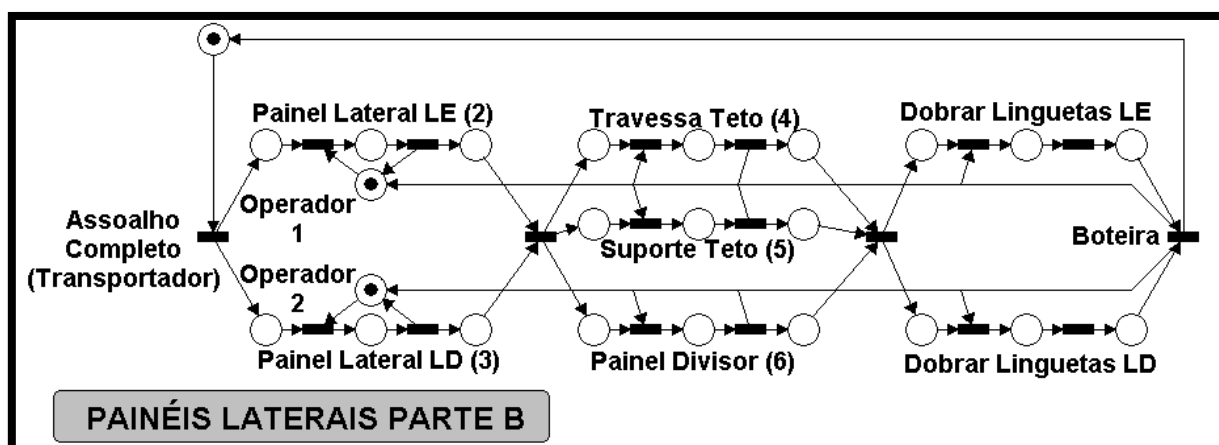 Painel Lateral LE (2)
Travessa Teto (4)
Dobrar Linguetas LE
Operador
1
Assoalho
Completo
(Transportador)
Suporte Teto (5)
Boteira
Operador
2
Painel Lateral LD (3)
Painel Divisor (6)
Dobrar Linguetas LD
PAINÉIS LATERAIS PARTE B